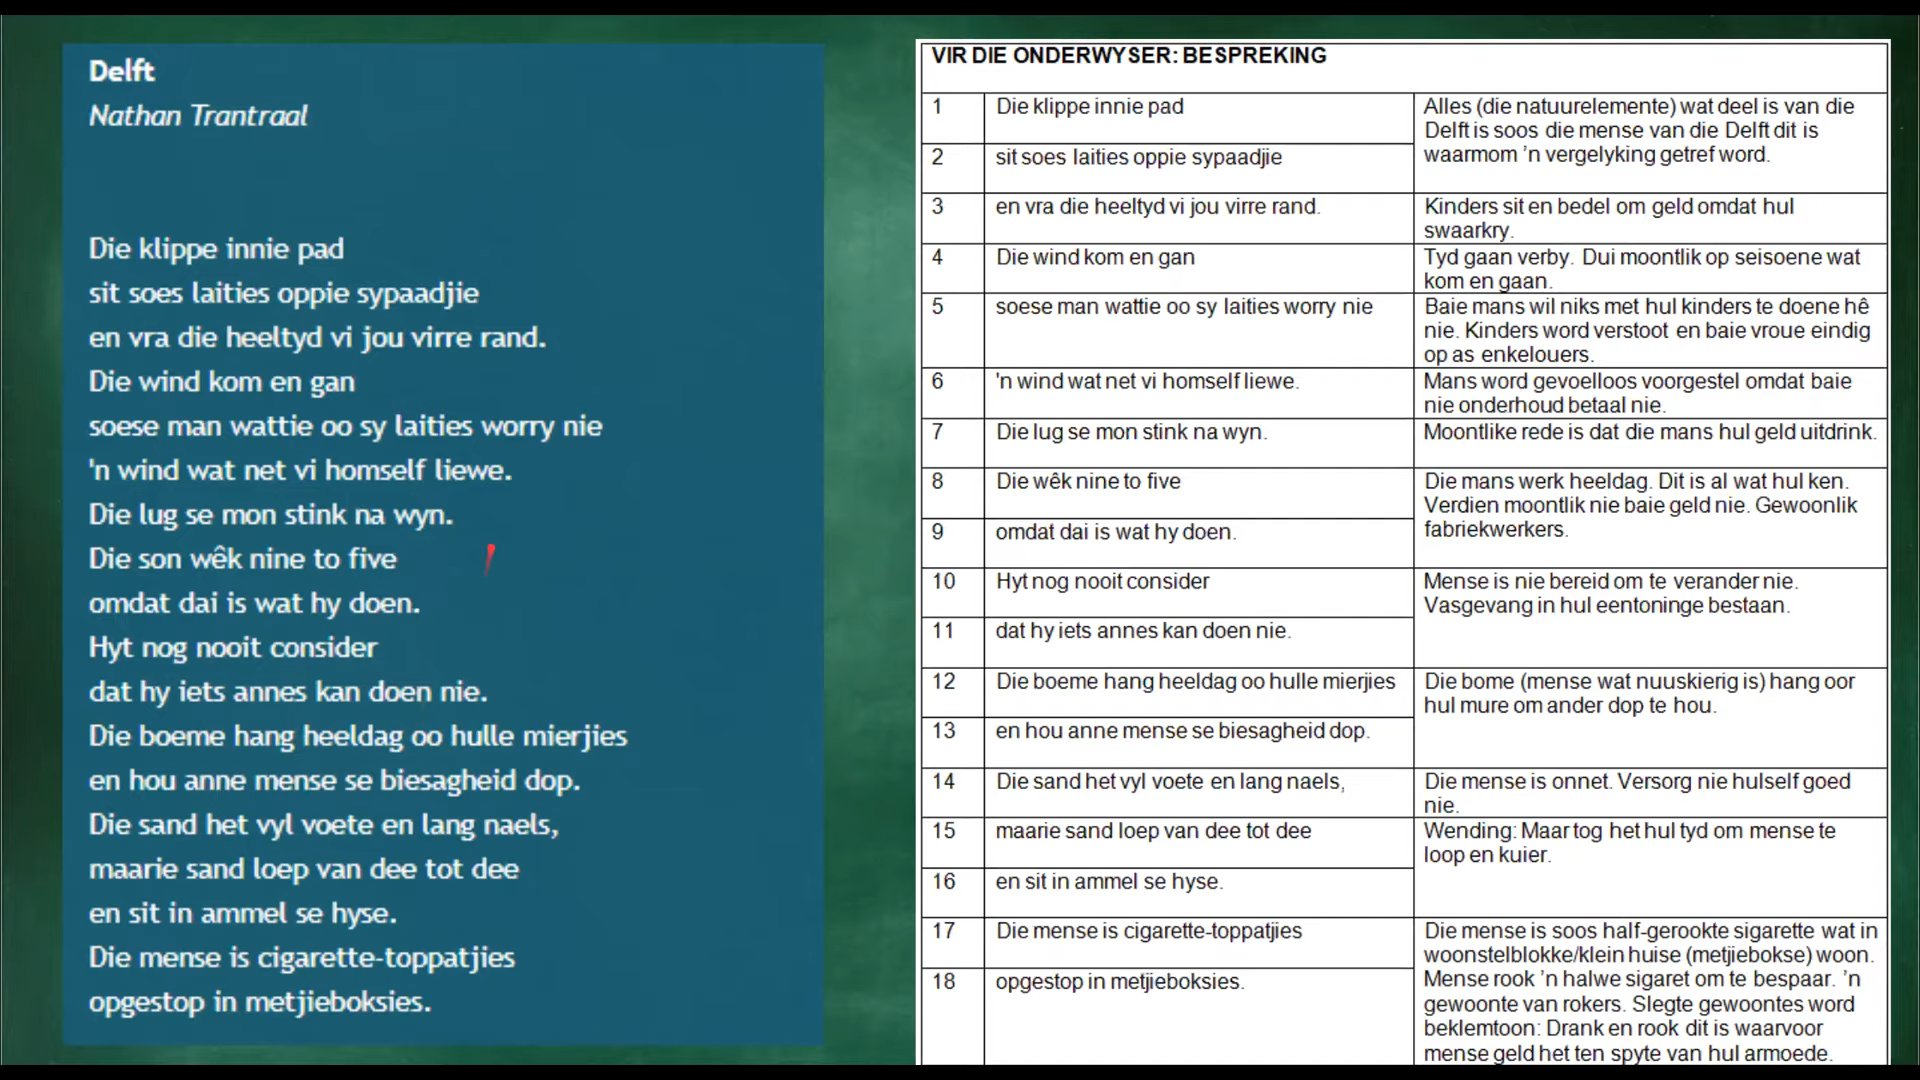 Delft
Nathan Trantraal
Die klippe innie pad
sit soes laities oppie sypaadjie
en vra die heeltyd vi jou virre rand.
Die wind kom en gan
soese man wattie oo sy laities worry nie
'n wind wat net vi homself liewe.
Die lug se mon stink na wyn.
Die son wêk nine to five
omdat dai is wat hy doen.
Hyt nog nooit consider
dat hy iets annes kan doen nie.
Die boeme hang heeldag oo hulle mierjies
en hou anne mense se biesagheid dop.
Die sand het vyl voete en lang naels,
maarie sand loep van dee tot dee
en sit in ammel se hyse.
Die mense is cigarette-toppatjies
opgestop in metjieboksies.
VIR DIE ONDERWYSER: BESPREKING
1 Die klippe innie pad
Alles (die natuurelemente) wat deel is van die
Delft is soos die mense van die Delft dit is
waarmom ’n vergelyking getref word.
2 sit soes laities oppie sypaadjie
3 en vra die heeltyd vi jou virre rand.
Kinders sit en bedel om geld omdat hul
swaarkry.
4 Die wind kom en gan
Tyd gaan verby. Dui moontlik op seisoene wat
kom en gaan.
5 soese man wattie oo sy laities worry nie
Baie mans wil niks met hul kinders te doene hê
nie. Kinders word verstoot en baie vroue eindig
op as enkelouers.
6 'n wind wat net vi homself liewe.
Mans word gevoelloos voorgestel omdat baie
nie onderhoud betaal nie.
7 Die lug se mon stink na wyn.
Moontlike rede is dat die mans hul geld uitdrink.
8 Die wêk nine to five
Die mans werk heeldag. Dit is al wat hul ken.
Verdien moontlik nie baie geld nie. Gewoonlik
fabriekwerkers.
9 omdat dai is wat hy doen.
10 Hyt nog nooit consider
Mense is nie bereid om te verander nie.
Vasgevang in hul eentoninge bestaan.
11 dat hy iets annes kan doen nie.
12 Die boeme hang heeldag oo hulle mierjies
Die bome (mense wat nuuskierig is) hang oor
hul mure om ander dop te hou.
13 en hou anne mense se biesagheid dop.
14 Die sand het vyl voete en lang naels,
Die mense is onnet. Versorg nie hulself goed
nie.
15 maarie sand loep van dee tot dee
Wending: Maar tog het hul tyd om mense te
loop en kuier.
16 en sit in ammel se hyse.
17 Die mense is cigarette-toppatjies
Die mense is soos half-gerookte sigarette wat in
woonstelblokke/klein huise (metjiebokse) woon.
Mense rook ’n halwe sigaret om te bespaar. ’n
gewoonte van rokers. Slegte gewoontes word
beklemtoon: Drank en rook dit is waarvoor
mense geld het ten spyte van hul armoede.
18 opgestop in metjieboksies.